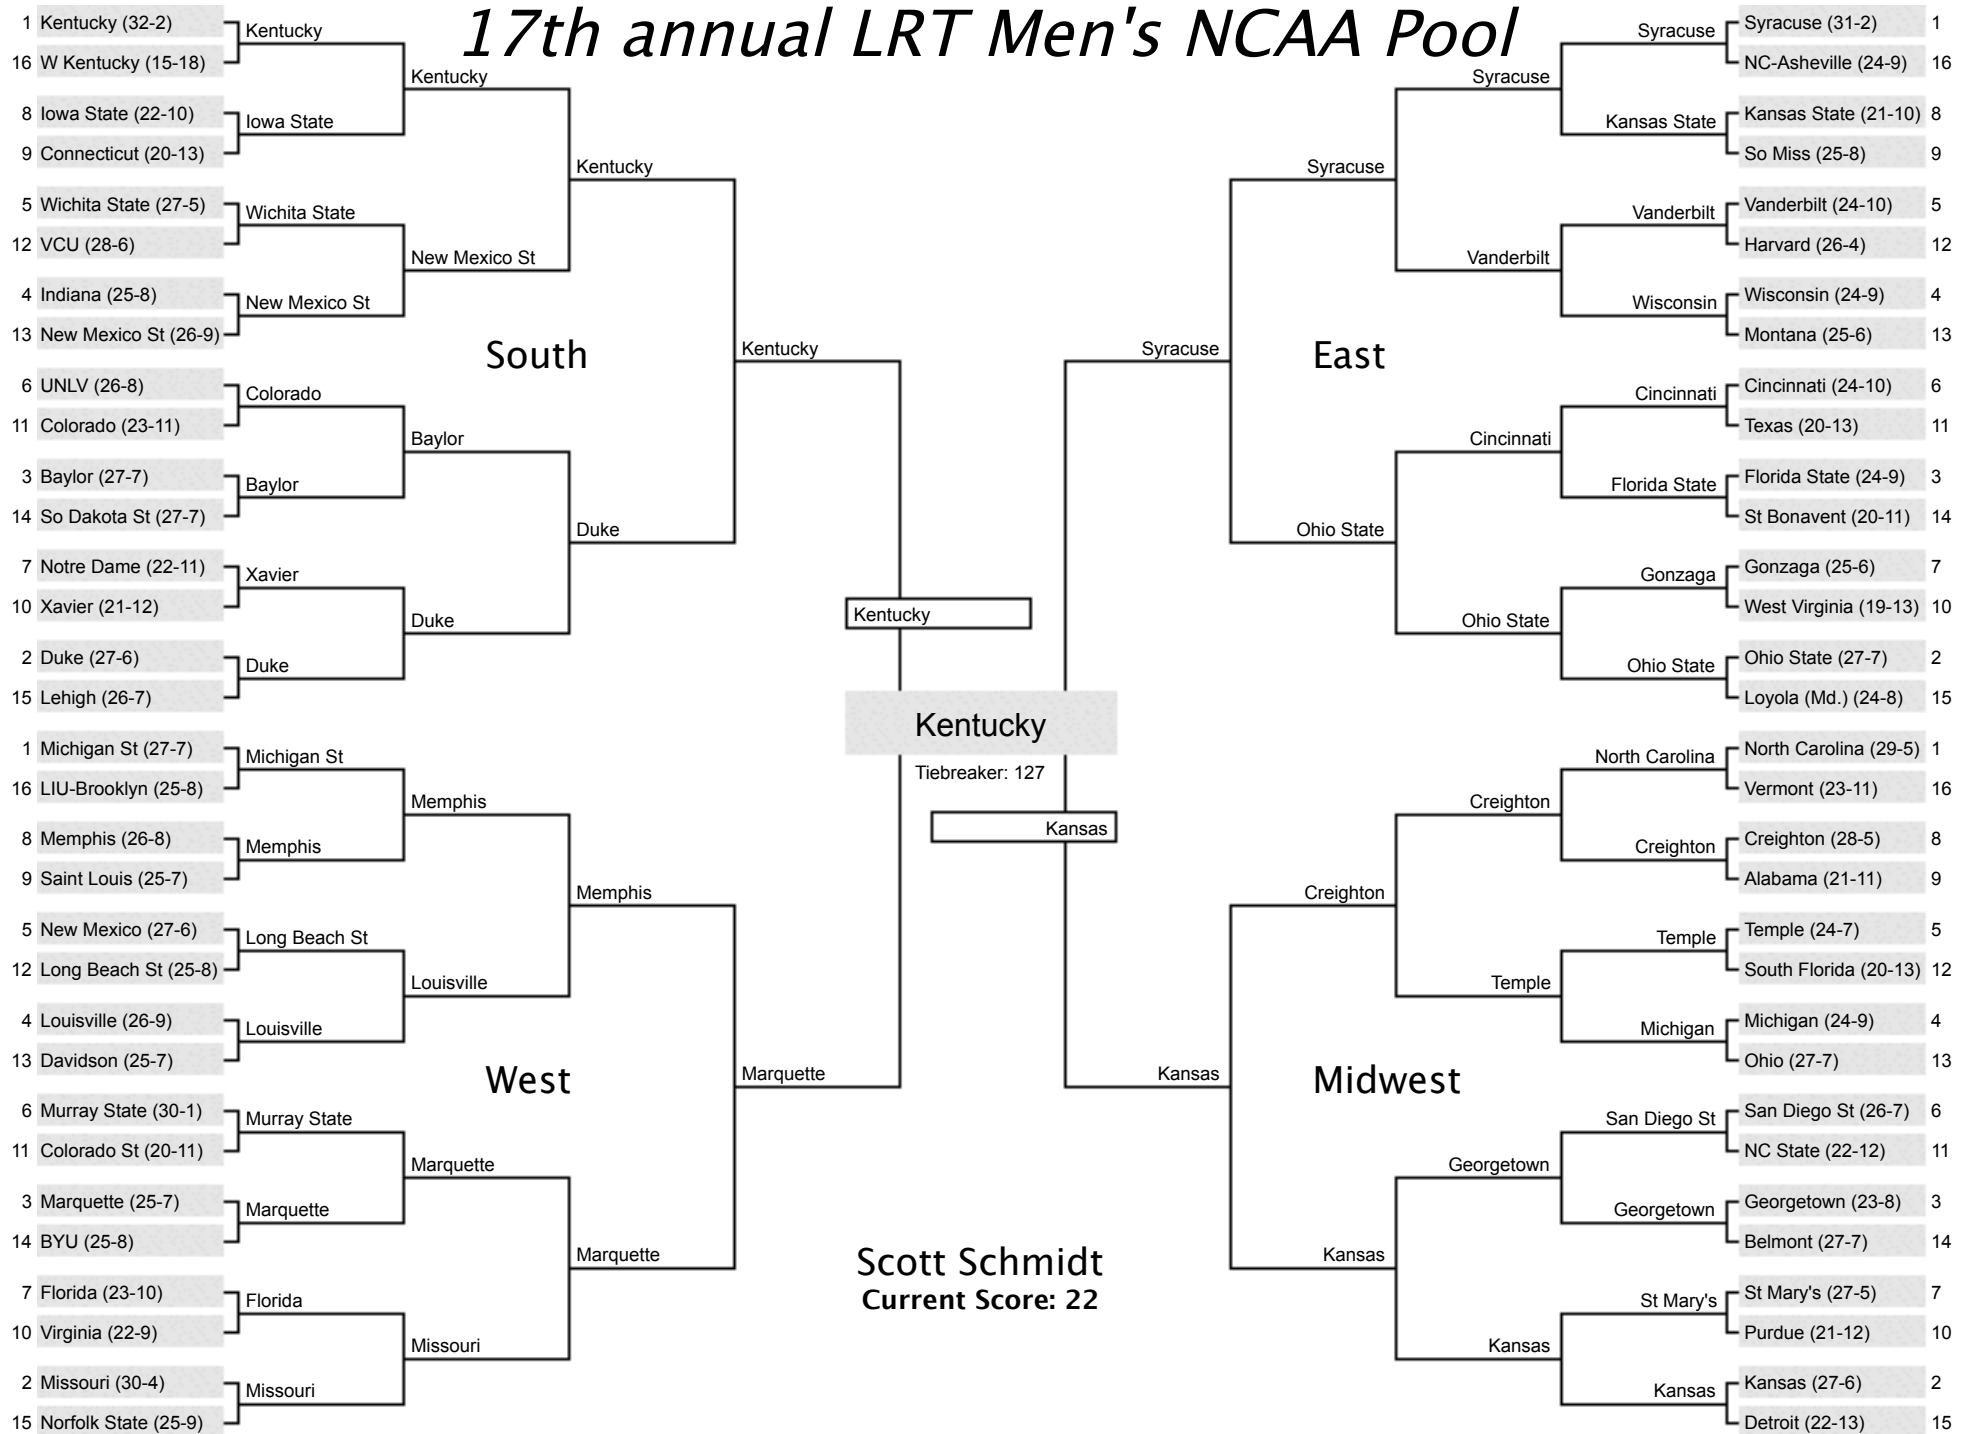 17th annual LRT Men's NCAA Pool
1 Kentucky (32-2)
16 W Kentucky (15-18)
8 Iowa State (22-10)
9 Connecticut (20-13)
5 Wichita State (27-5)
12 VCU (28-6)
4 Indiana (25-8)
13 New Mexico St (26-9)
6 UNLV (26-8)
11 Colorado (23-11)
3 Baylor (27-7)
14 So Dakota St (27-7)
7 Notre Dame (22-11)
10 Xavier (21-12)
2 Duke (27-6)
15 Lehigh (26-7)
Kentucky
Iowa State
Wichita State
New Mexico St
Colorado
Baylor
Xavier
Duke
Kentucky
New Mexico St
Baylor
Duke
Kentucky
Duke
Kentucky
South
1 Michigan St (27-7)
16 LIU-Brooklyn (25-8)
8 Memphis (26-8)
9 Saint Louis (25-7)
5 New Mexico (27-6)
12 Long Beach St (25-8)
4 Louisville (26-9)
13 Davidson (25-7)
6 Murray State (30-1)
11 Colorado St (20-11)
3 Marquette (25-7)
14 BYU (25-8)
7 Florida (23-10)
10 Virginia (22-9)
2 Missouri (30-4)
15 Norfolk State (25-9)
Michigan St
Memphis
Long Beach St
Louisville
Murray State
Marquette
Florida
Missouri
Memphis
Louisville
Marquette
Missouri
Memphis
Marquette
Marquette
West
Kentucky
Kentucky
Tiebreaker: 127
Kansas
Scott Schmidt
Current Score: 22
Syracuse (31-2) 1
NC-Asheville (24-9) 16
Kansas State (21-10) 8
So Miss (25-8) 9
Vanderbilt (24-10) 5
Harvard (26-4) 12
Wisconsin (24-9) 4
Montana (25-6) 13
Cincinnati (24-10) 6
Texas (20-13) 11
Florida State (24-9) 3
St Bonavent (20-11) 14
Gonzaga (25-6) 7
West Virginia (19-13) 10
Ohio State (27-7) 2
Loyola (Md.) (24-8) 15
Syracuse
Kansas State
Vanderbilt
Wisconsin
Cincinnati
Florida State
Gonzaga
Ohio State
Syracuse
Vanderbilt
Cincinnati
Ohio State
Syracuse
Ohio State
Syracuse
East
North Carolina (29-5) 1
Vermont (23-11) 16
Creighton (28-5) 8
Alabama (21-11) 9
Temple (24-7) 5
South Florida (20-13) 12
Michigan (24-9) 4
Ohio (27-7) 13
San Diego St (26-7) 6
NC State (22-12) 11
Georgetown (23-8) 3
Belmont (27-7) 14
St Mary's (27-5) 7
Purdue (21-12) 10
Kansas (27-6) 2
Detroit (22-13) 15
North Carolina
Creighton
Temple
Michigan
San Diego St
Georgetown
St Mary's
Kansas
Creighton
Temple
Georgetown
Kansas
Creighton
Kansas
Kansas
Midwest